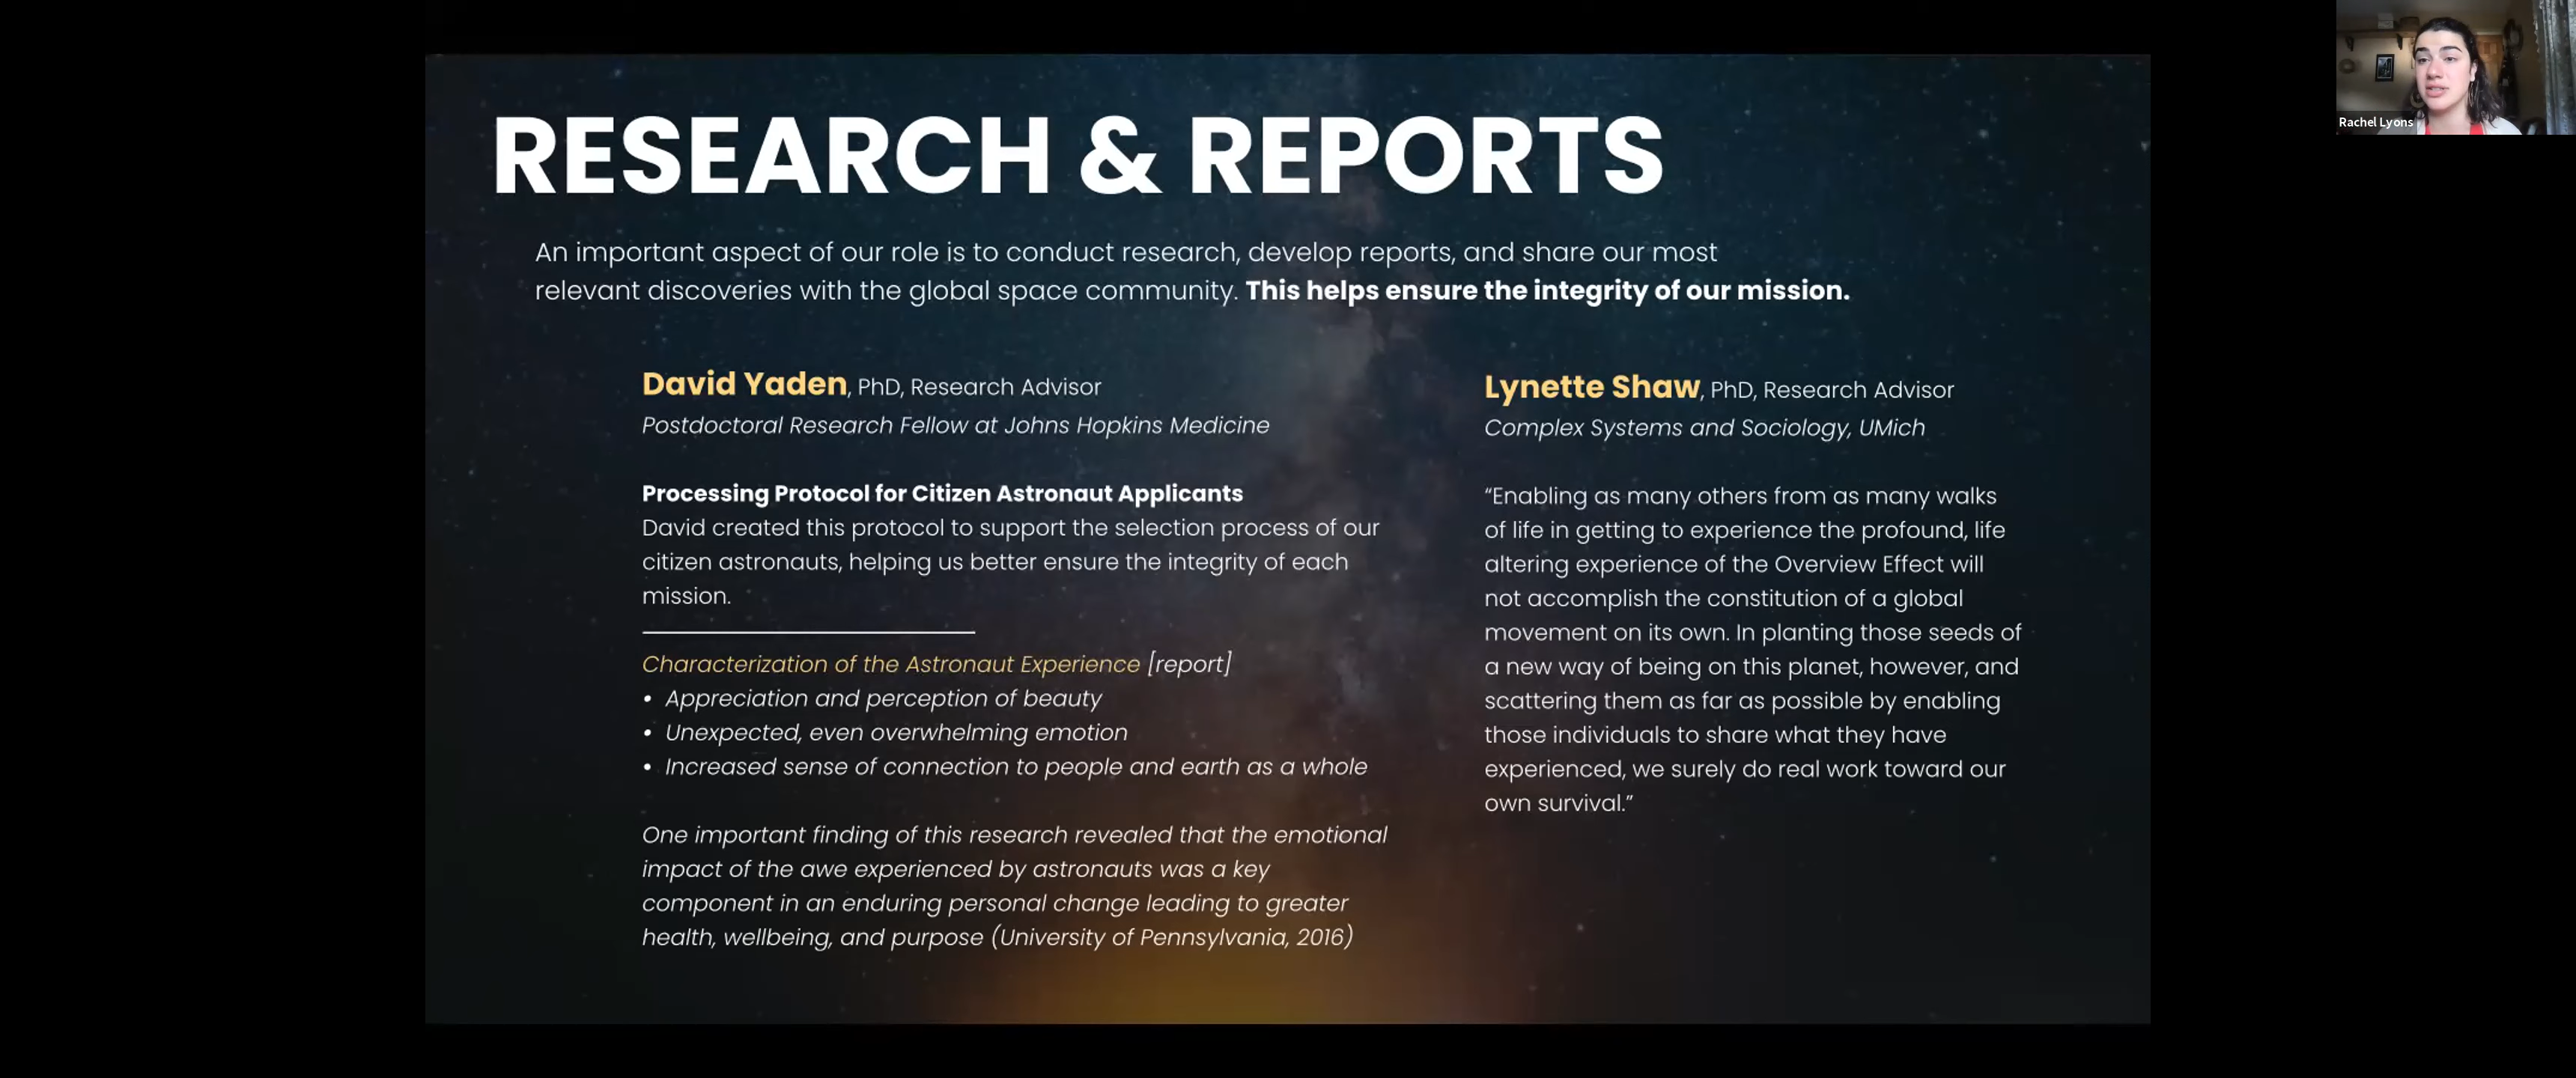 RESEARCH & REPORTS
An important aspect of our role is to conduct research, develop reports, and share our most
relevant discoveries with the global space community. This helps ensure the integrity of our mission.
David Yaden, PhD, Research Advisor
Postdoctoral Research Fellow at Johns Hopkins Medicine
Processing Protocol for Citizen Astronaut Applicants
David created this protocol to support the selection process of our
citizen astronauts, helping us better ensure the integrity of each
mission.
Characterization of the Astronaut Experience [report]
• Appreciation and perception of beauty
• Unexpected, even overwhelming emotion
• Increased sense of connection to people and earth as a whole
One important finding of this research revealed that the emotional
impact of the awe experienced by astronauts was a key
component in an enduring personal change leading to greater
health, wellbeing, and purpose (University of Pennsylvania, 2016)
Lynette Shaw, PhD, Research Advisor
Complex Systems and Sociology, UMich
“Enabling as many others from as many walks
of life in getting to experience the profound, life
altering experience of the Overview Effect will
not accomplish the constitution of a global
movement on its own. In planting those seeds of
a new way of being on this planet, however, and
scattering them as far as possible by enabling
those individuals to share what they have
experienced, we surely do real work toward our
own survival.”
Rachel Lyons